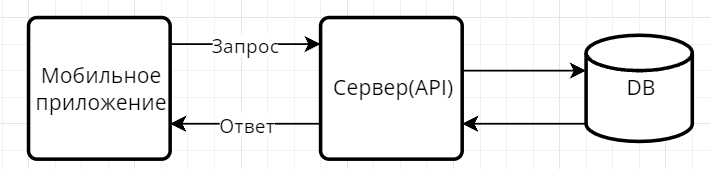 Мобильное
приложение
Запрос
Ответ
Сервер(API)
DB